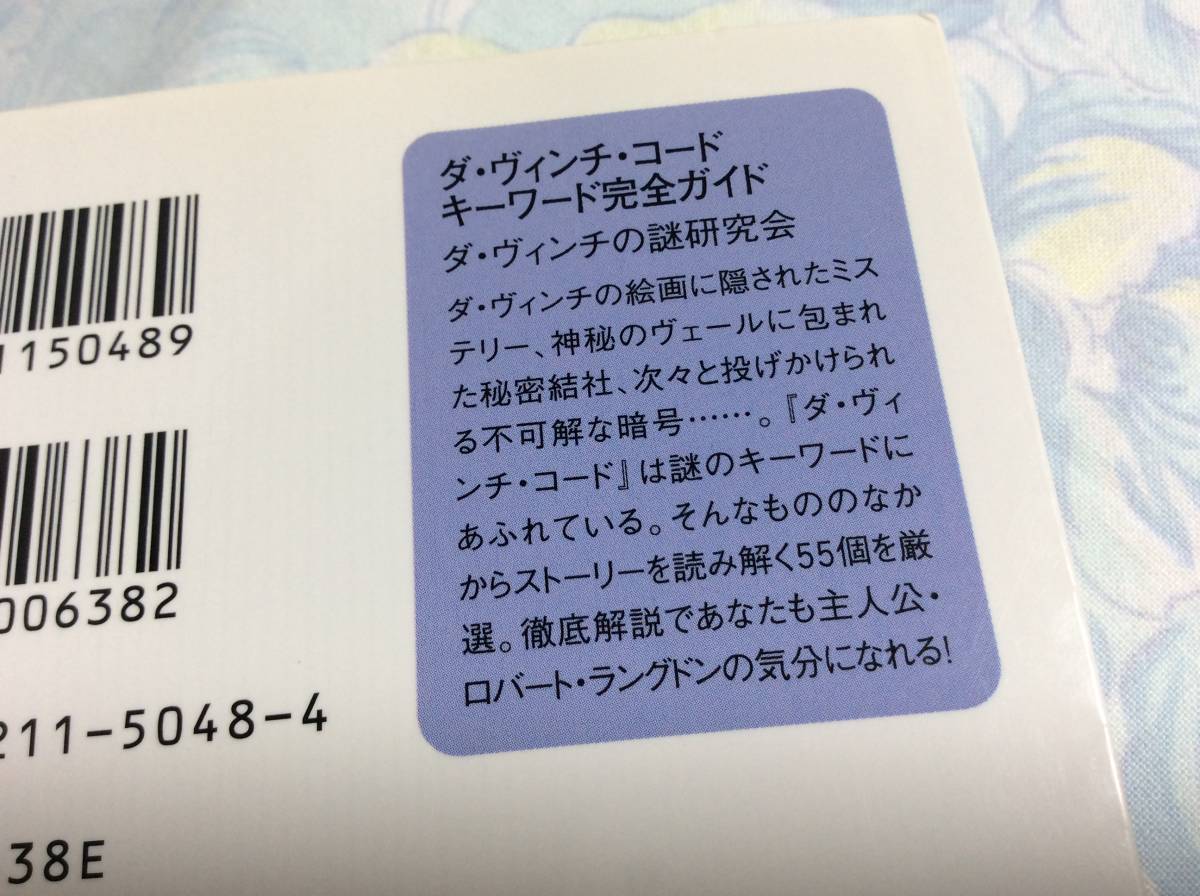 ダ・ヴィンチ・コード
キーワード完全ガイド
ダ・ヴィンチの謎研究会
ダ・ヴィンチの絵画に隠されたミス
テリー、神秘のヴェールに包まれ
た秘密結社、次々と投げかけられ
る不可解な暗号……。『ダ・ヴィ
ンチ・コード』は謎のキーワードに
あふれている。そんなもののなか
からストーリーを読み解く55個を厳
選。徹底解説であなたも主人公・
ロバート・ラングドンの気分になれる!
1150489
006382
211-5048-4
38E